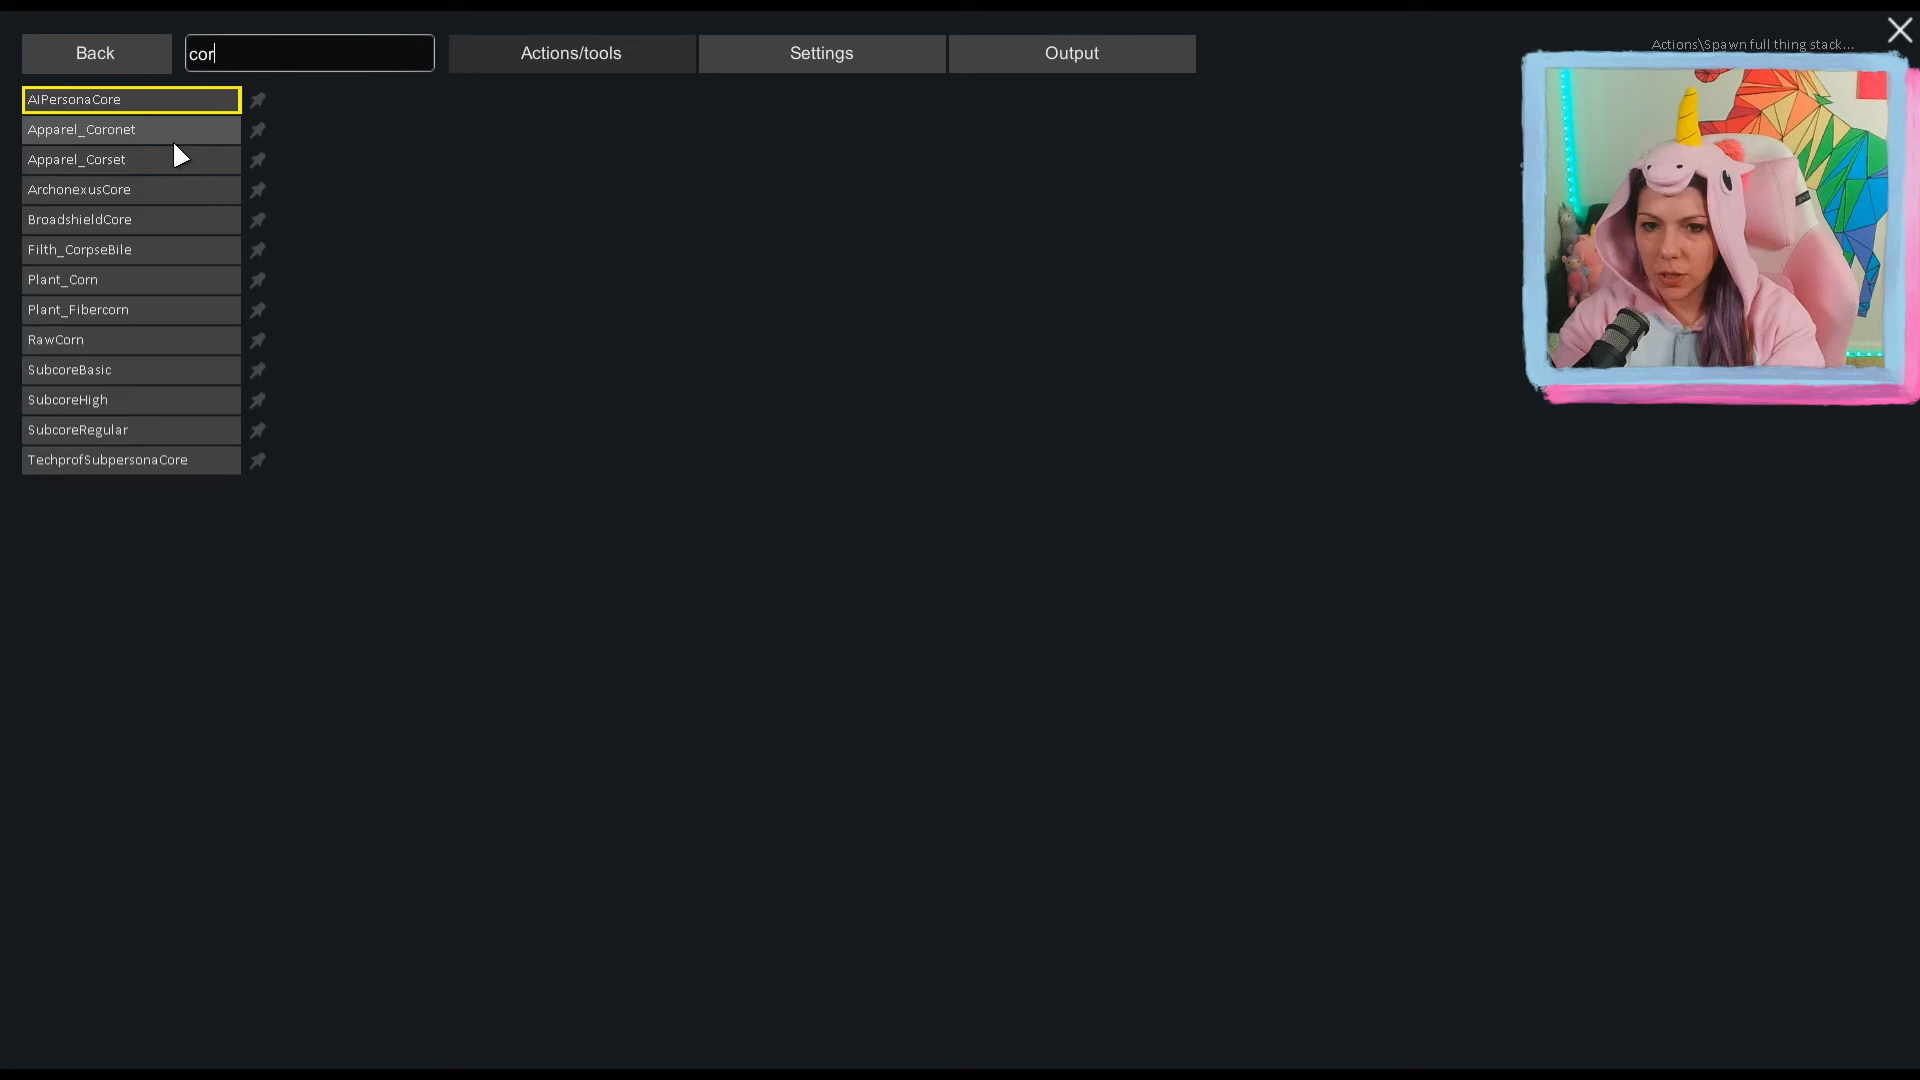 Back
cor
Actions/tools
Settings
Output
Actions\Spawn full thing stack...
AIPersonaCore
Apparel_Coronet
Apparel_Corset
ArchonexusCore
BroadshieldCore
Filth_CorpseBile
Plant_Corn
Plant_Fibercorn
RawCorn
SubcoreBasic
SubcoreHigh
SubcoreRegular
TechprofSubpersonaCore